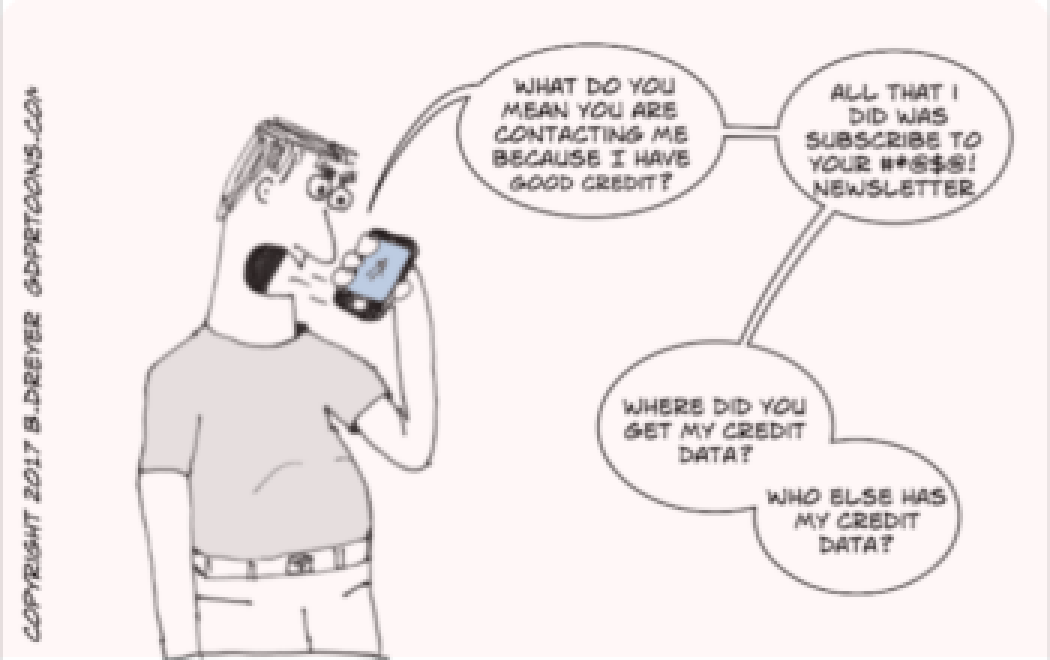 WHAT DO YOU
MEAN YOU ARE
CONTACTING ME
BECAUSE I HAVE
GOOD CREDIT?
ALL THAT I
DID WAS
SUBSCRIBE TO
YOUR #*@$@!
NEWSLETTER
WHERE DID YOU
GET MY CREDIT
DATA?
WHO ELSE HAS
MY CREDIT
DATA?
COPYRIGHT 2017 B.DREYER GDPRTOONS.COM